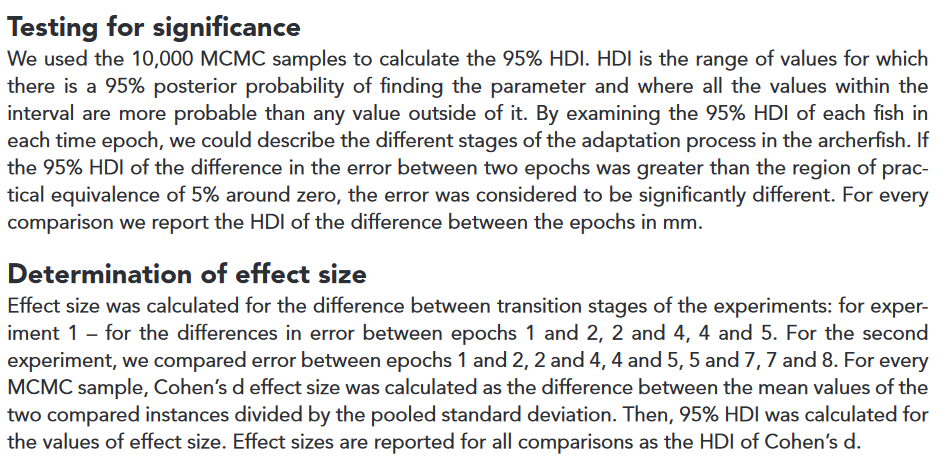 Testing for significance
We used the 10,000 MCMC samples to calculate the 95% HDI. HDI is the range of values for which
there is a 95% posterior probability of finding the parameter and where all the values within the
interval are more probable than any value outside of it. By examining the 95% HDI of each fish in
each time epoch, we could describe the different stages of the adaptation process in the archerfish. If
the 95% HDI of the difference in the error between two epochs was greater than the region of prac-
tical equivalence of 5% around zero, the error was considered to be significantly different. For every
comparison we report the HDI of the difference between the epochs in mm.
Determination of effect size
Effect size was calculated for the difference between transition stages of the experiments: for exper-
iment 1 – for the differences in error between epochs 1 and 2, 2 and 4, 4 and 5. For the second
experiment, we compared error between epochs 1 and 2, 2 and 4, 4 and 5, 5 and 7, 7 and 8. For every
MCMC sample, Cohen's d effect size was calculated as the difference between the mean values of the
two compared instances divided by the pooled standard deviation. Then, 95% HDI was calculated for
the values of effect size. Effect sizes are reported for all comparisons as the HDI of Cohen's d.